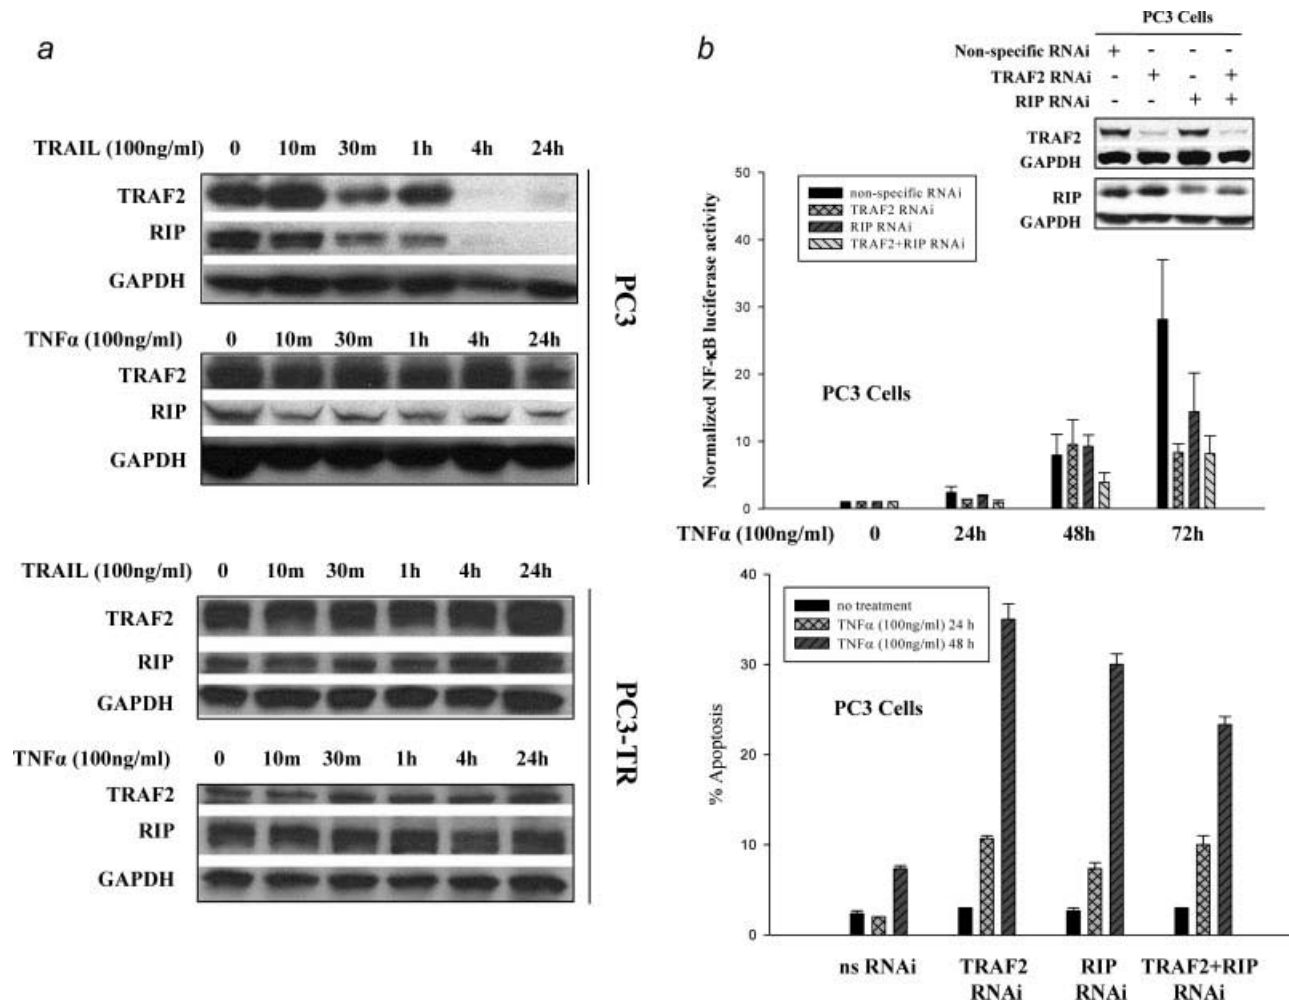 a
TRAIL (100ng/ml) 0 10m 30m 1h 4h 24h
TRAF2
RIP
GAPDH
TNFα (100ng/ml) 0 10m 30m 1h 4h 24h
TRAF2
RIP
GAPDH
PC3
TRAIL (100ng/ml) 0 10m 30m 1h 4h 24h
TRAF2
RIP
GAPDH
TNFα (100ng/ml) 0 10m 30m 1h 4h 24h
TRAF2
RIP
GAPDH
PC3-TR
b
PC3 Cells
Non-specific RNAi + - - -
TRAF2 RNAi - + - +
RIP RNAi - - + +
TRAF2
GAPDH
RIP
GAPDH
Normalized NF-κB luciferase activity
50
40
30
20
10
0
non-specific RNAi
TRAF2 RNAi
RIP RNAi
TRAF2+RIP RNAi
PC3 Cells
TNFα (100ng/ml) 0 24h 48h 72h
% Apoptosis
40
30
20
10
0
no treatment
TNFα (100ng/ml) 24 h
TNFα (100ng/ml) 48 h
PC3 Cells
ns RNAi TRAF2 RIP TRAF2+RIP
RNAi RNAi RNAi